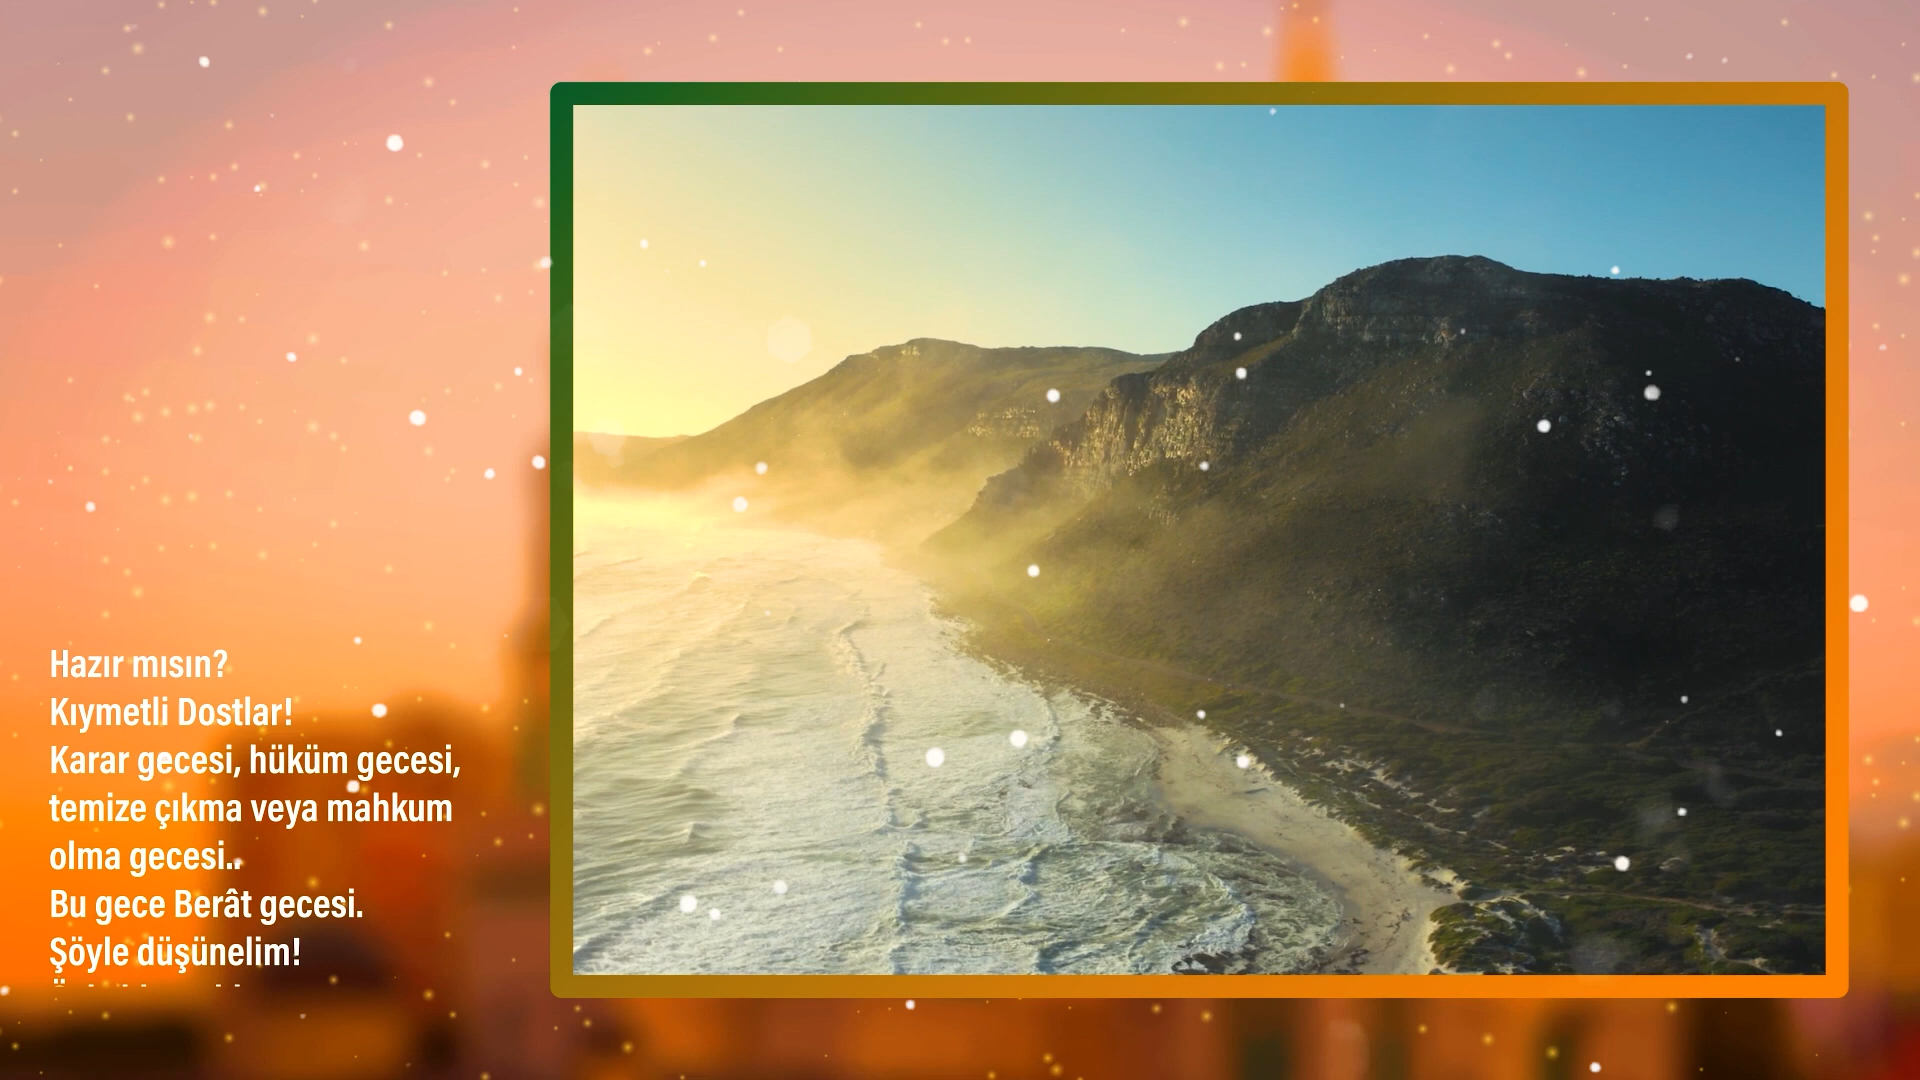 Hazır mısın?
Kıymetli Dostlar!
Karar gecesi, hüküm gecesi,
temize çıkma veya mahkum
olma gecesi..
Bu gece Berât gecesi.
Şöyle düşünelim!